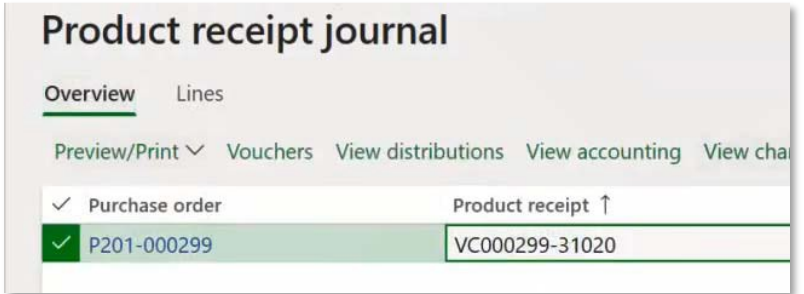 Product receipt journal
Overview Lines
Preview/Print Vouchers View distributions View accounting View
Purchase order Product receipt ↑
P201-000299 VC000299-31020